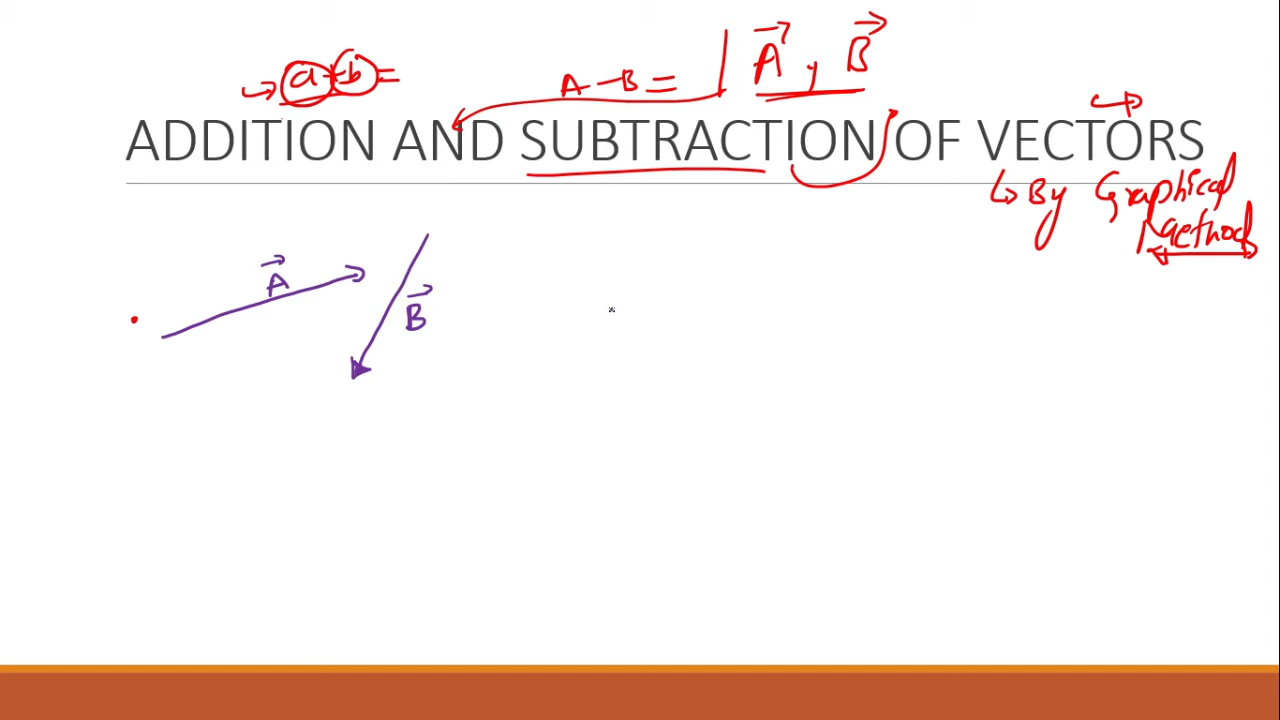 a+b=
A-B= A⃗, B⃗
ADDITION AND SUBTRACTION OF VECTORS
↳ By Graphical
Method
A⃗
B⃗